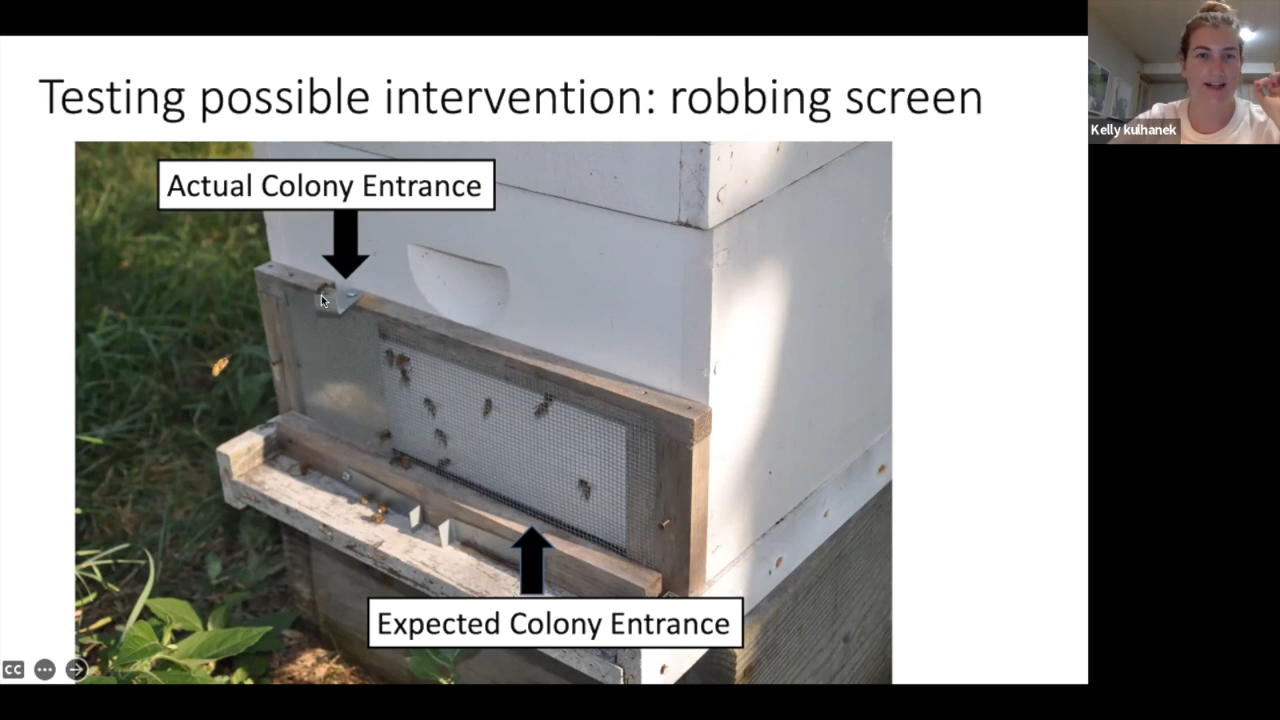 Testing possible intervention: robbing screen
Kelly kulhanek
Actual Colony Entrance
Expected Colony Entrance
CC